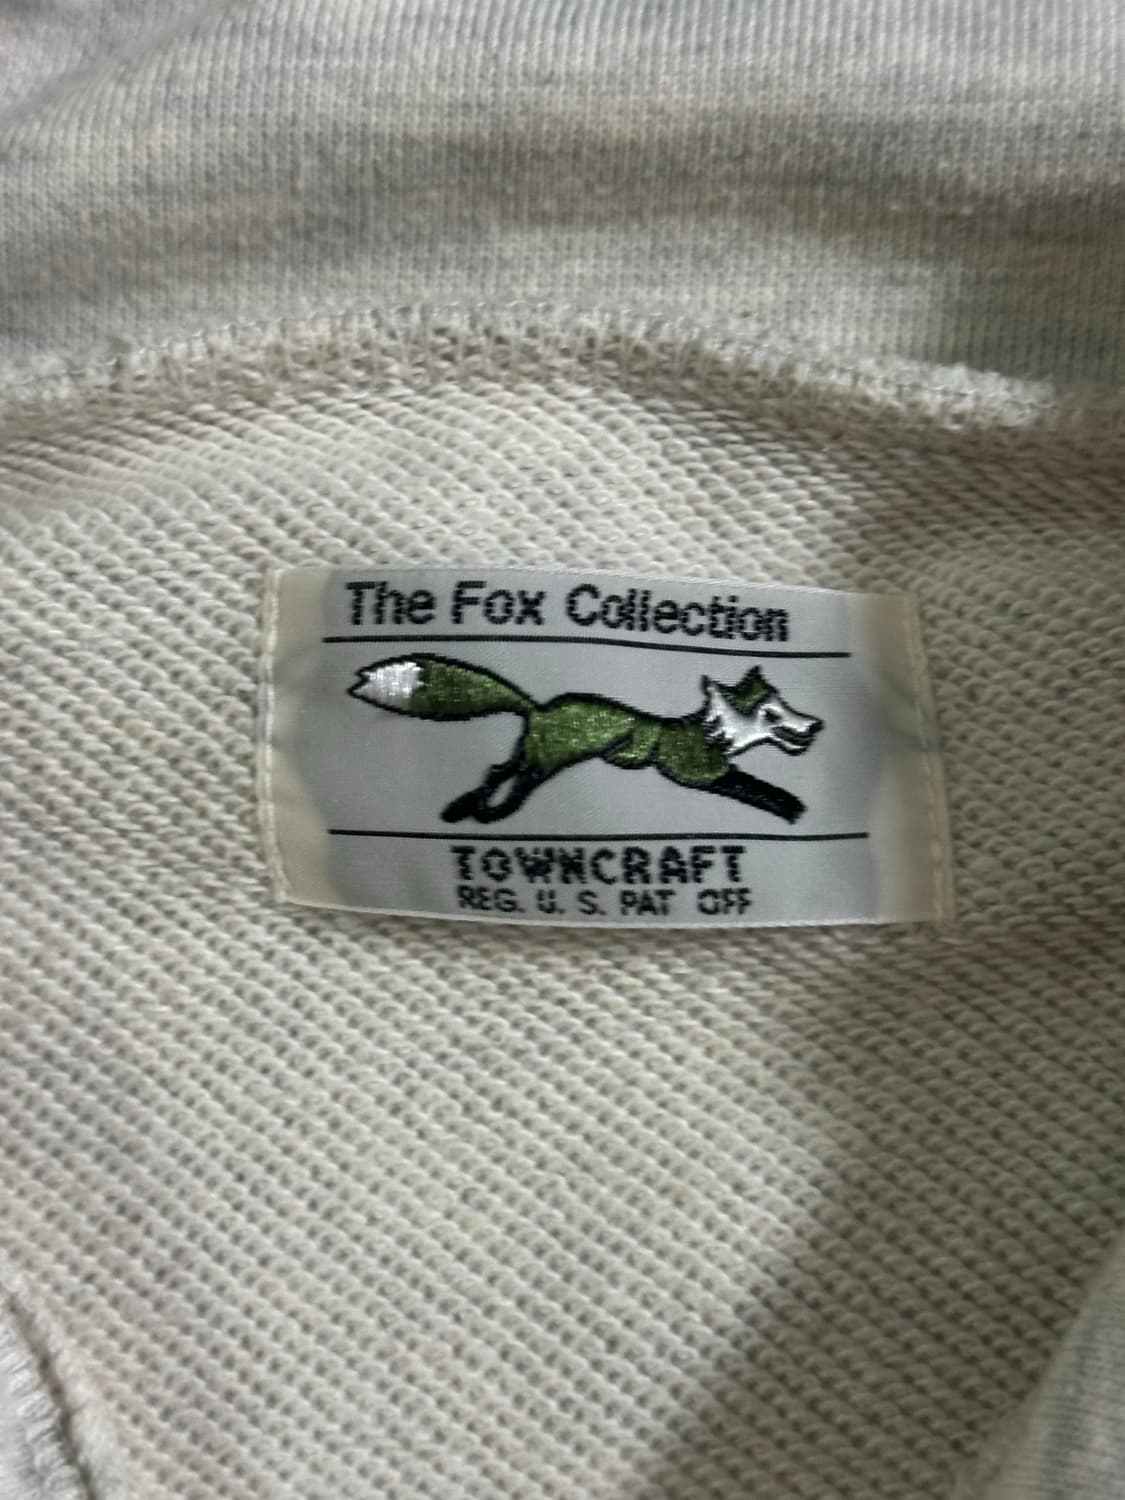 The Fox Collection
TOWNCRAFT
REG. U. S. PAT OFF